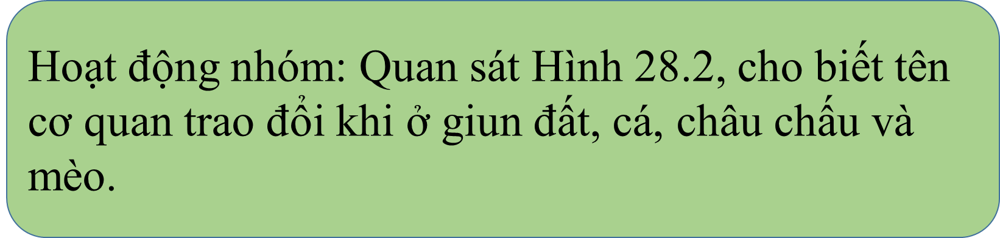 Hoạt động nhóm: Quan sát Hình 28.2, cho biết tên
cơ quan trao đổi khi ở giun đất, cá, châu chấu và
mèo.